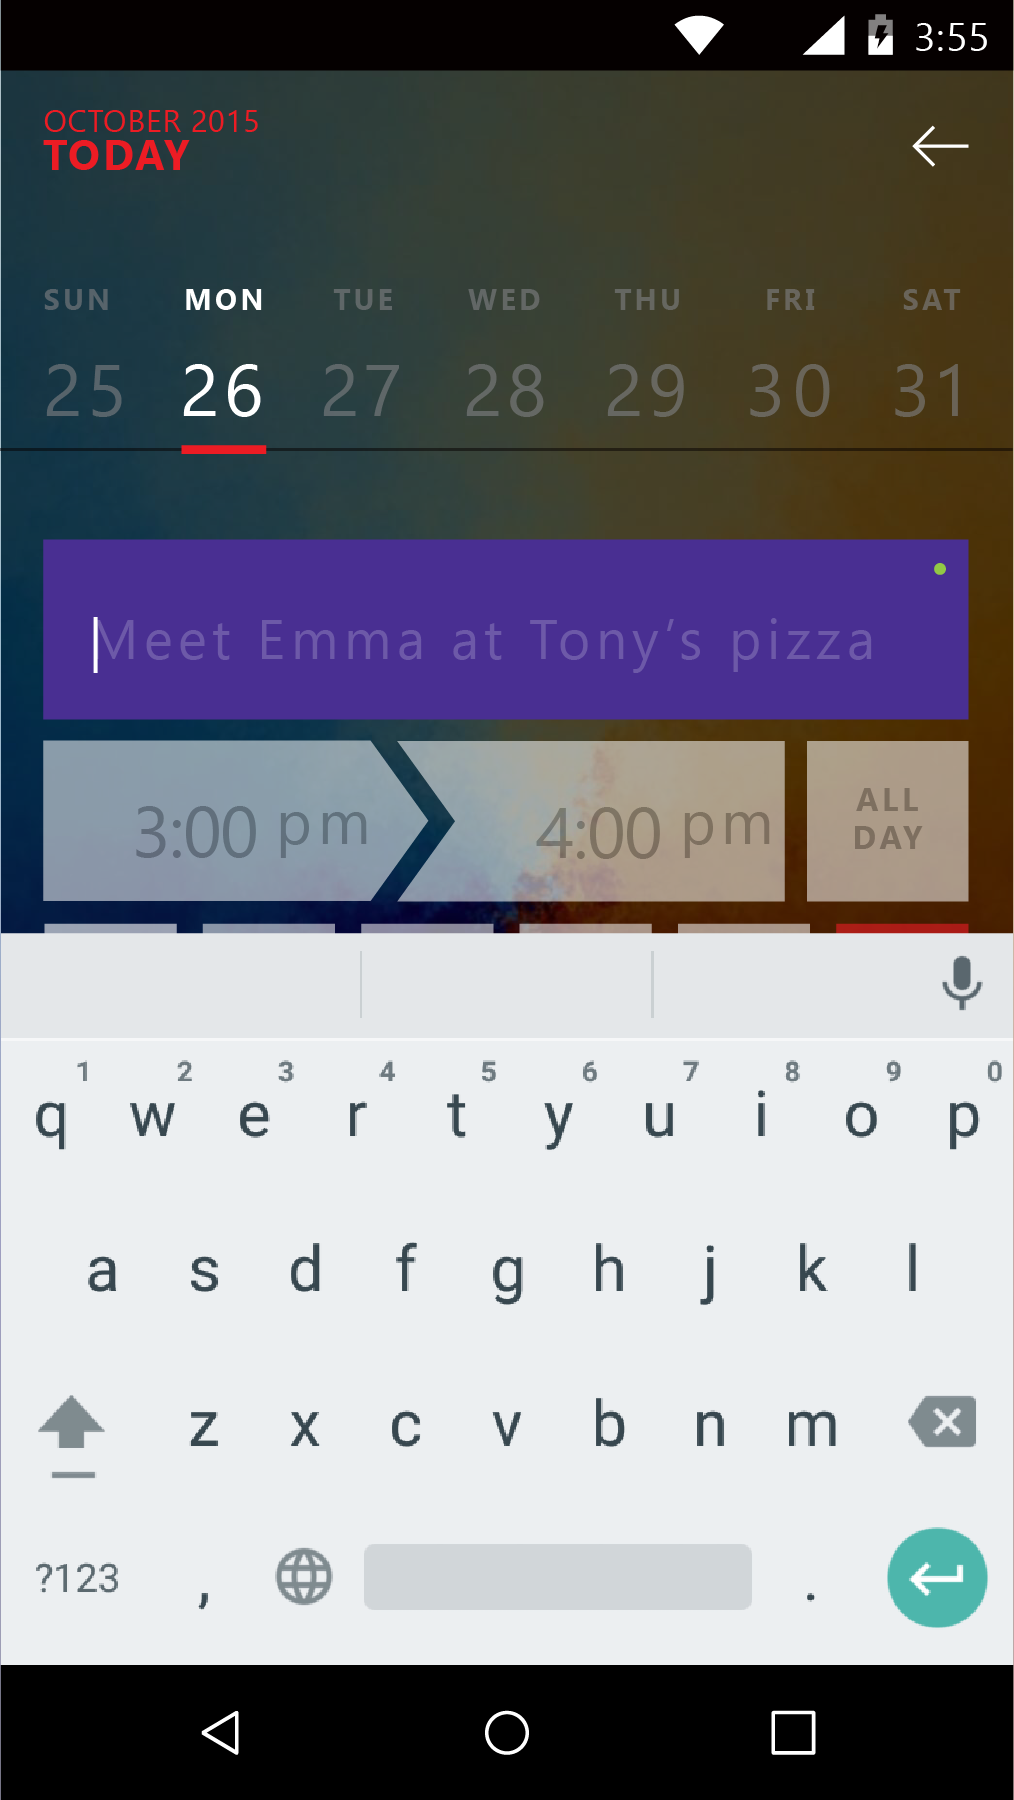 3:55
OCTOBER 2015
TODAY
SUN MON TUE WED THU FRI SAT
25 26 27 28 29 30 31
Meet Emma at Tony’s pizza
3:00 pm 4:00 pm ALL DAY
1 2 3 4 5 6 7 8 9 0
q w e r t y u i o p
a s d f g h j k l
z x c v b n m
?123 , .